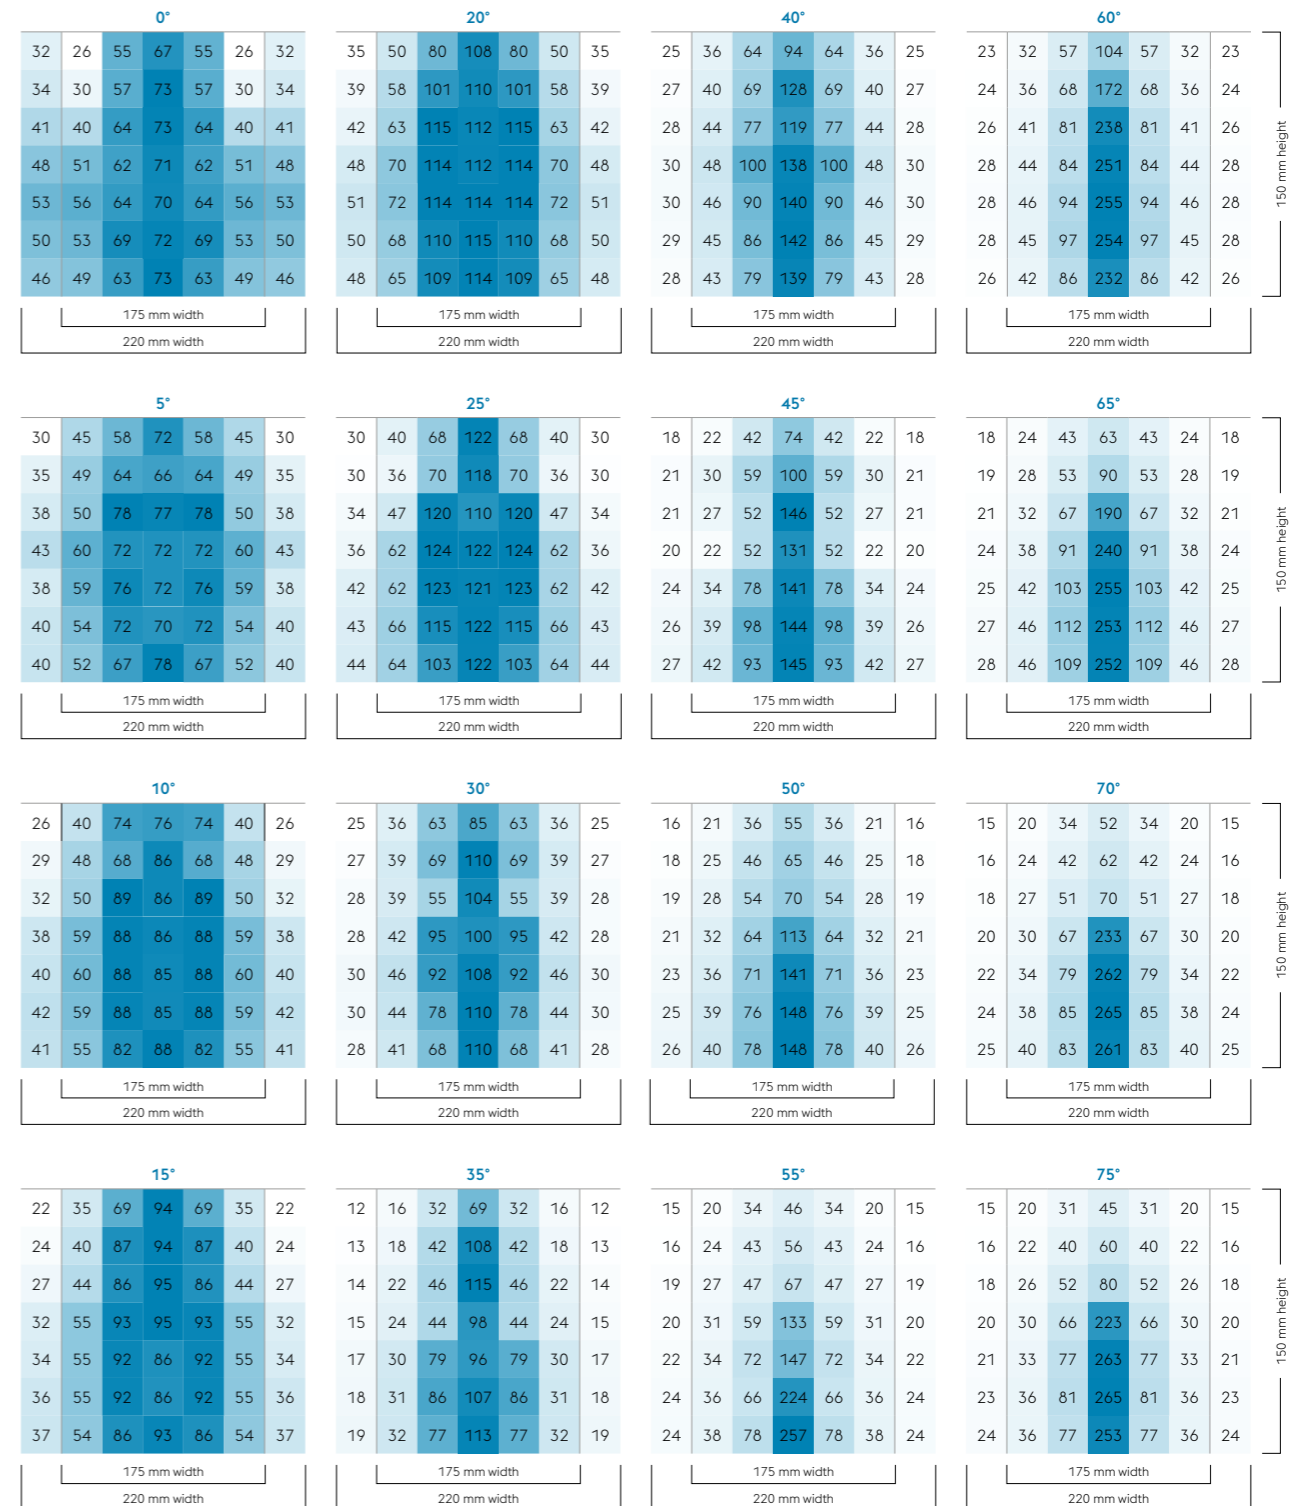 0° 20° 40° 60°
32 26 55 67 55 26 32 35 50 80 108 80 50 35 25 36 64 94 64 36 25 23 32 57 104 57 32 23
34 30 57 73 57 30 34 39 58 101 110 101 58 39 27 40 69 128 69 40 27 24 36 68 172 68 36 24
41 40 64 73 64 40 41 42 63 115 112 115 63 42 28 44 77 119 77 44 28 26 41 81 238 81 41 26
48 51 62 71 62 51 48 48 70 114 112 114 70 48 30 48 100 138 100 48 30 28 44 84 251 84 44 28
53 56 64 70 64 56 53 51 72 114 114 114 72 51 30 46 90 140 90 46 30 28 46 94 255 94 46 28
50 53 69 72 69 53 50 50 68 110 115 110 68 50 29 45 86 142 86 45 29 28 45 97 254 97 45 28
46 49 63 73 63 49 46 48 65 109 114 109 65 48 28 43 79 139 79 43 28 26 42 86 232 86 42 26
150 mm height
175 mm width 175 mm width 175 mm width 175 mm width
220 mm width 220 mm width 220 mm width 220 mm width
5° 25° 45° 65°
30 45 58 72 58 45 30 30 40 68 122 68 40 30 18 22 42 74 42 22 18 18 24 43 63 43 24 18
35 49 64 66 64 49 35 30 36 70 118 70 36 30 21 30 59 100 59 30 21 19 28 53 90 53 28 19
38 50 78 77 78 50 38 34 47 120 110 120 47 34 21 27 52 146 52 27 21 21 32 67 190 67 32 21
43 60 72 72 72 60 43 36 62 124 122 124 62 36 20 22 52 131 52 22 20 24 38 91 240 91 38 24
38 59 76 72 76 59 38 42 62 123 121 123 62 42 24 34 78 141 78 34 24 25 42 103 255 103 42 25
40 54 72 70 72 54 40 43 66 115 122 115 66 43 26 39 98 144 98 39 26 27 46 112 253 112 46 27
40 52 67 78 67 52 40 44 64 103 122 103 64 44 27 42 93 145 93 42 27 28 46 109 252 109 46 28
150 mm height
175 mm width 175 mm width 175 mm width 175 mm width
220 mm width 220 mm width 220 mm width 220 mm width
10° 30° 50° 70°
26 40 74 76 74 40 26 25 36 63 85 63 36 25 16 21 36 55 36 21 16 15 20 34 52 34 20 15
29 48 68 86 68 48 29 27 39 69 110 69 39 27 18 25 46 65 46 25 18 16 24 42 62 42 24 16
32 50 89 86 89 50 32 28 39 55 104 55 39 28 19 28 54 70 54 28 19 18 27 51 70 51 27 18
38 59 88 86 88 59 38 28 42 95 100 95 42 28 21 32 64 113 64 32 21 20 30 67 233 67 30 20
40 60 88 85 88 60 40 30 46 92 108 92 46 30 23 36 71 141 71 36 23 22 34 79 262 79 34 22
42 59 88 85 88 59 42 30 44 78 110 78 44 30 25 39 76 148 76 39 25 24 38 85 265 85 38 24
41 55 82 88 82 55 41 28 41 68 110 68 41 28 26 40 78 148 78 40 26 25 40 83 261 83 40 25
150 mm height
175 mm width 175 mm width 175 mm width 175 mm width
220 mm width 220 mm width 220 mm width 220 mm width
15° 35° 55° 75°
22 35 69 94 69 35 22 12 16 32 69 32 16 12 15 20 34 46 34 20 15 15 20 31 45 31 20 15
24 40 87 94 87 40 24 13 18 42 108 42 18 13 16 24 43 56 43 24 16 16 22 40 60 40 22 16
27 44 86 95 86 44 27 14 22 46 115 46 22 14 19 27 47 67 47 27 19 18 26 52 80 52 26 18
32 55 93 95 93 55 32 15 24 44 98 44 24 15 20 31 59 133 59 31 20 20 30 66 223 66 30 20
34 55 92 86 92 55 34 17 30 79 96 79 30 17 22 34 72 147 72 34 22 21 33 77 263 77 33 21
36 55 92 86 92 55 36 18 31 86 107 86 31 18 24 36 66 224 66 36 24 23 36 81 265 81 36 23
37 54 86 93 86 54 37 19 32 77 113 77 32 19 24 38 78 257 78 38 24 24 36 77 253 77 36 24
150 mm height
175 mm width 175 mm width 175 mm width 175 mm width
220 mm width 220 mm width 220 mm width 220 mm width